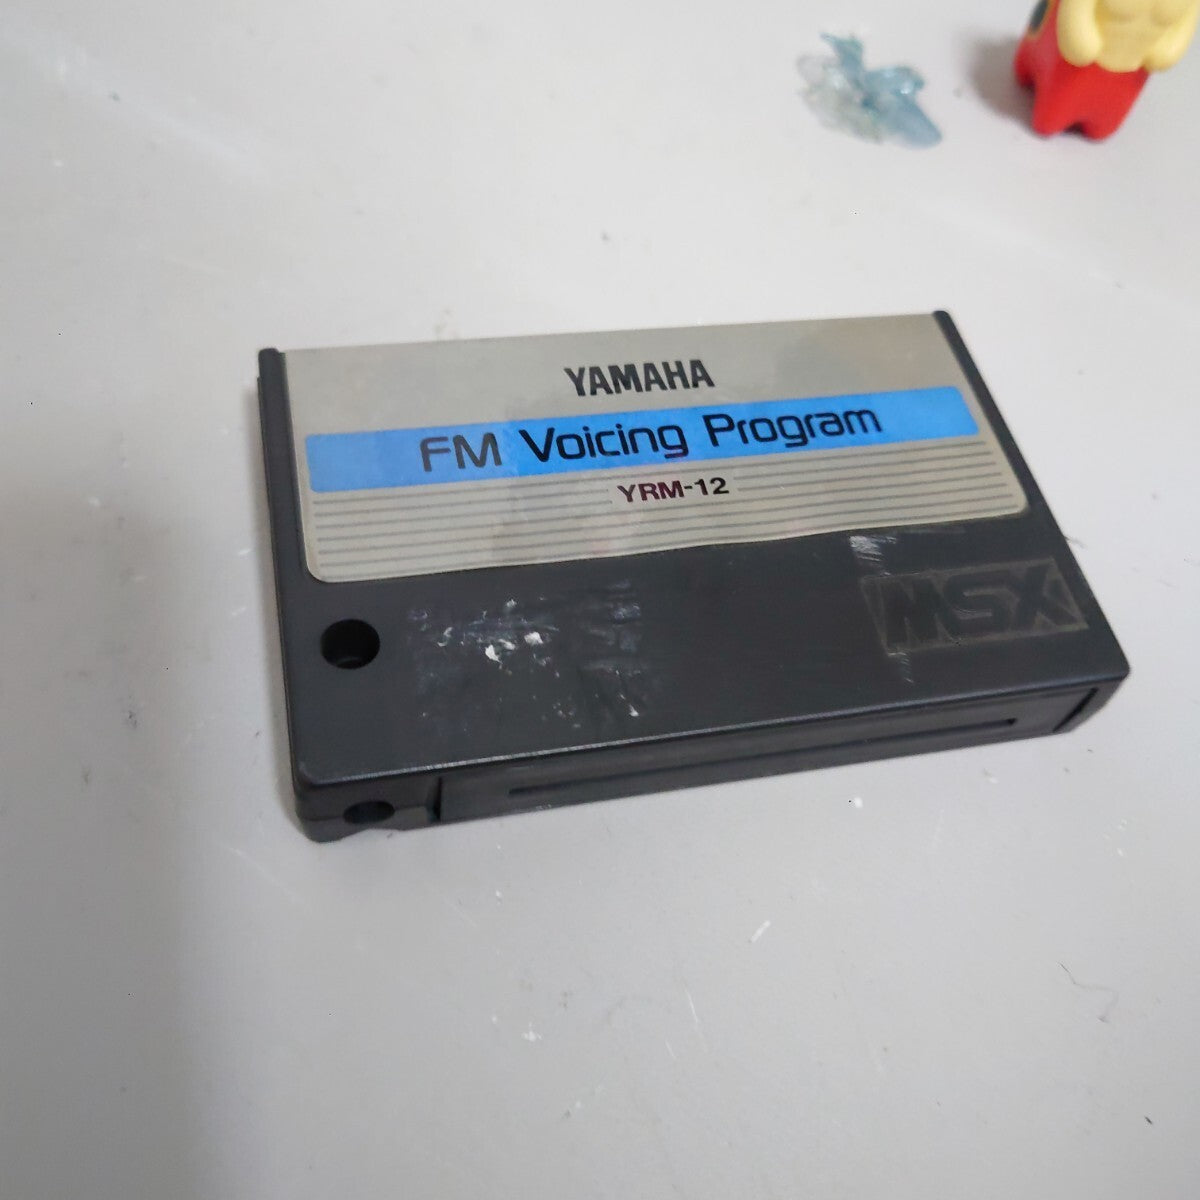 YAMAHA
FM Voicing Program
YRM-12
MSX